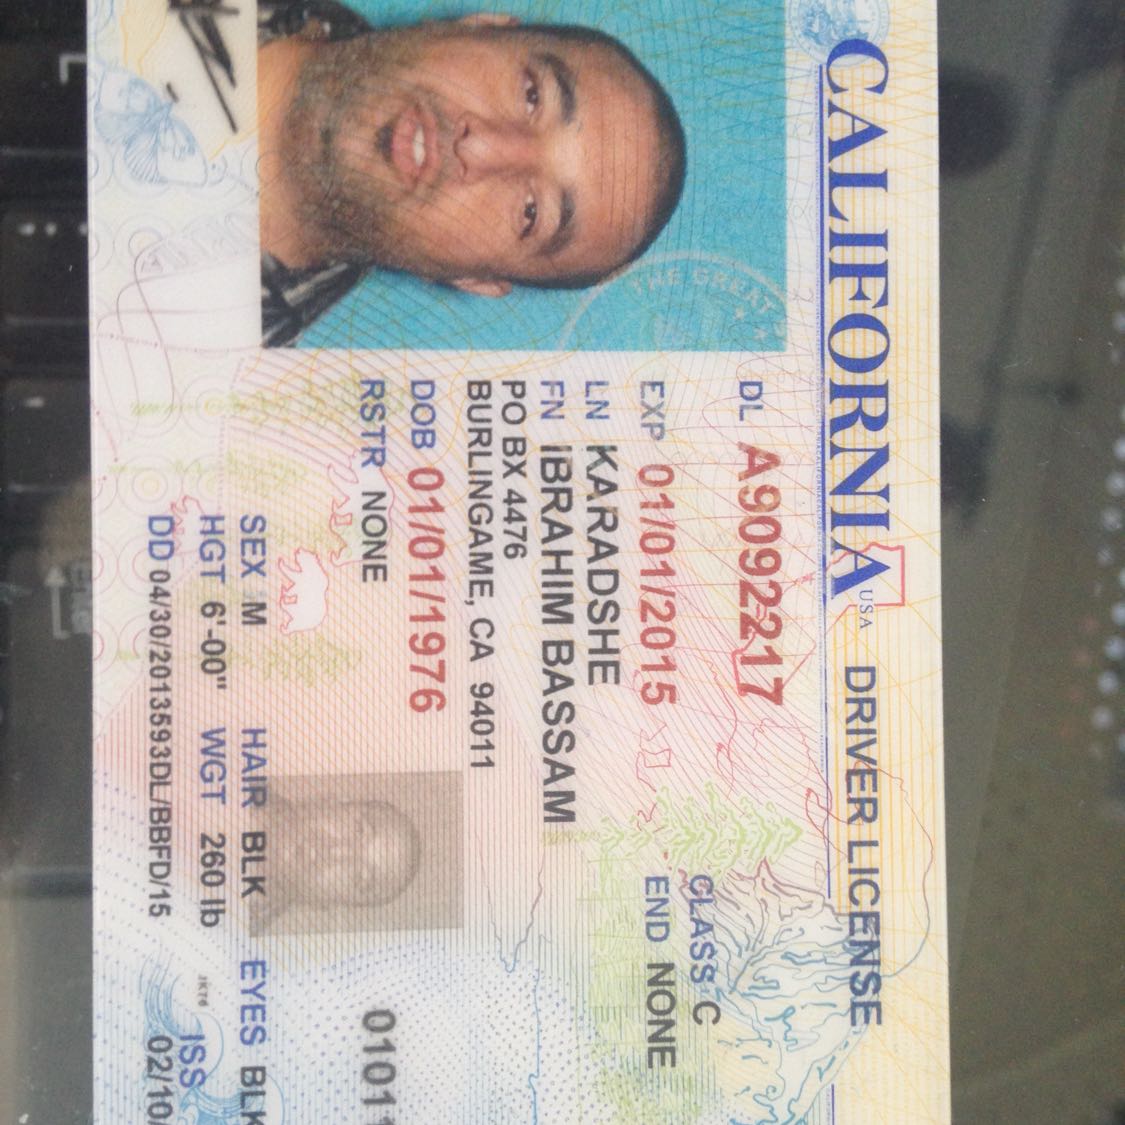 CALIFORNIA USA DRIVER LICENSE
DL A9092217
CLASS C
EXP 01/01/2015
END NONE
LN KARADSHE
FN IBRAHIM BASSAM
PO BX 4476
BURLINGAME, CA 94011
DOB 01/01/1976
RSTR NONE
01011
SEX M HAIR BLK EYES BLK
HGT 6'-00" WGT 260 lb
ISS
DD 04/30/2013593DL/BBFD/15
02/10/
THE GREAT